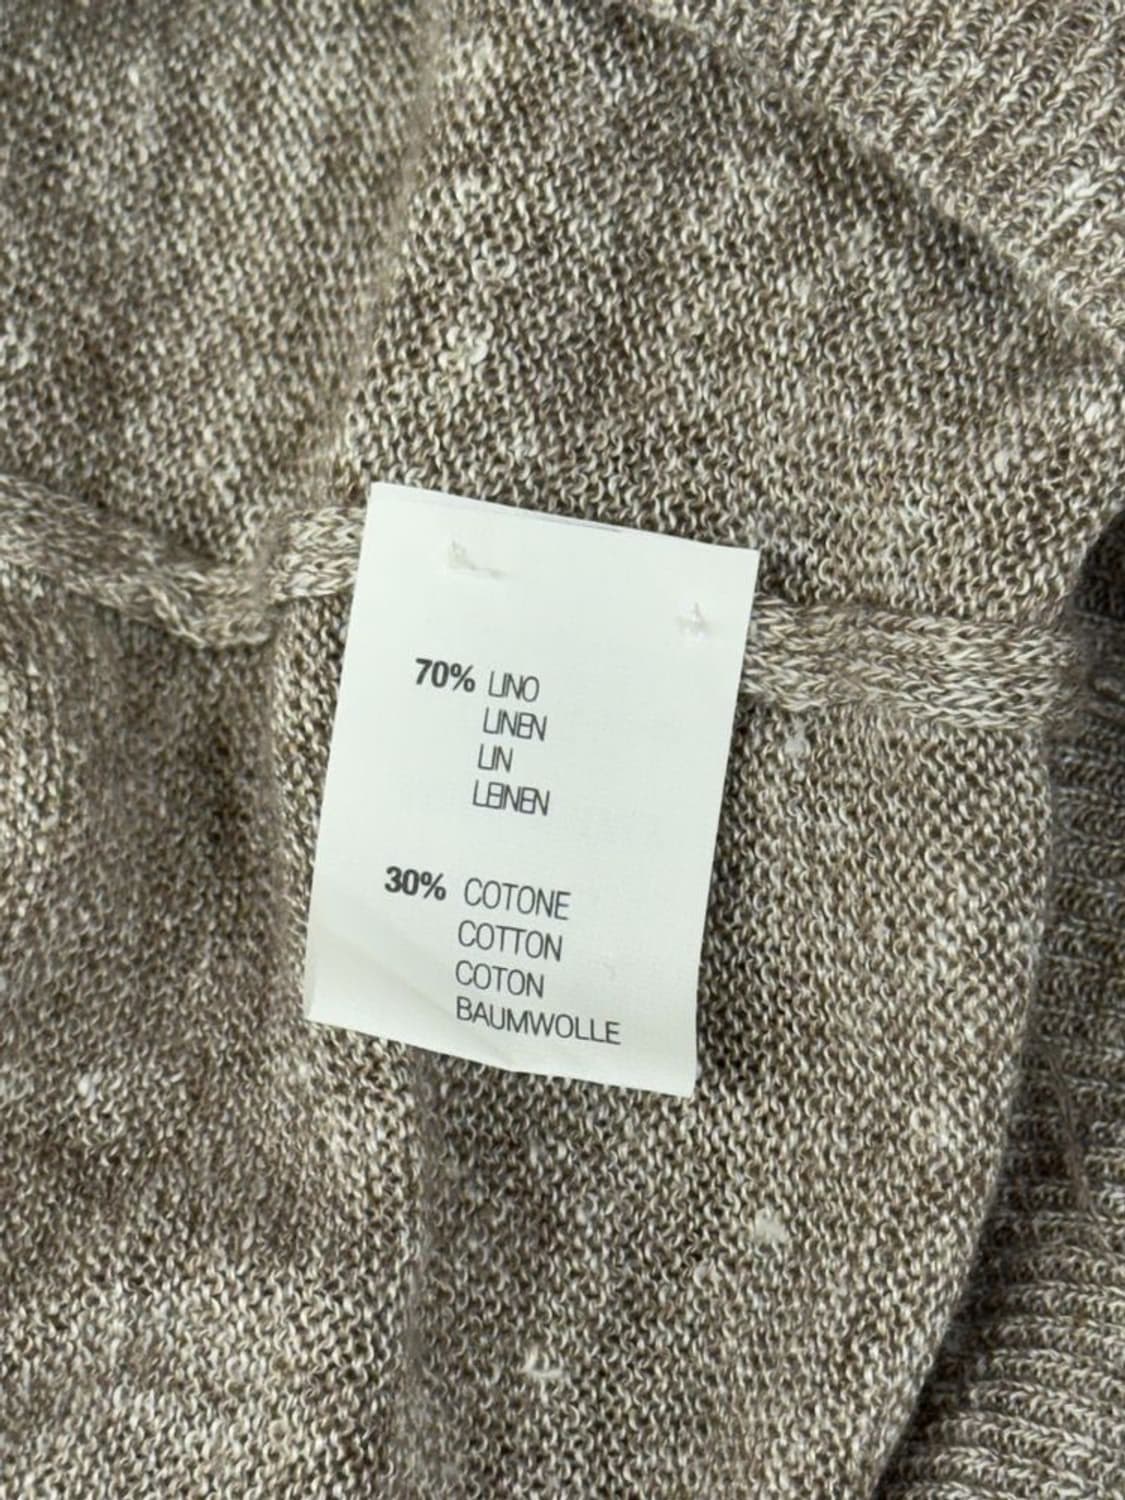 70% LINO
LINEN
LIN
LEINEN
30% COTONE
COTTON
COTON
BAUMWOLLE